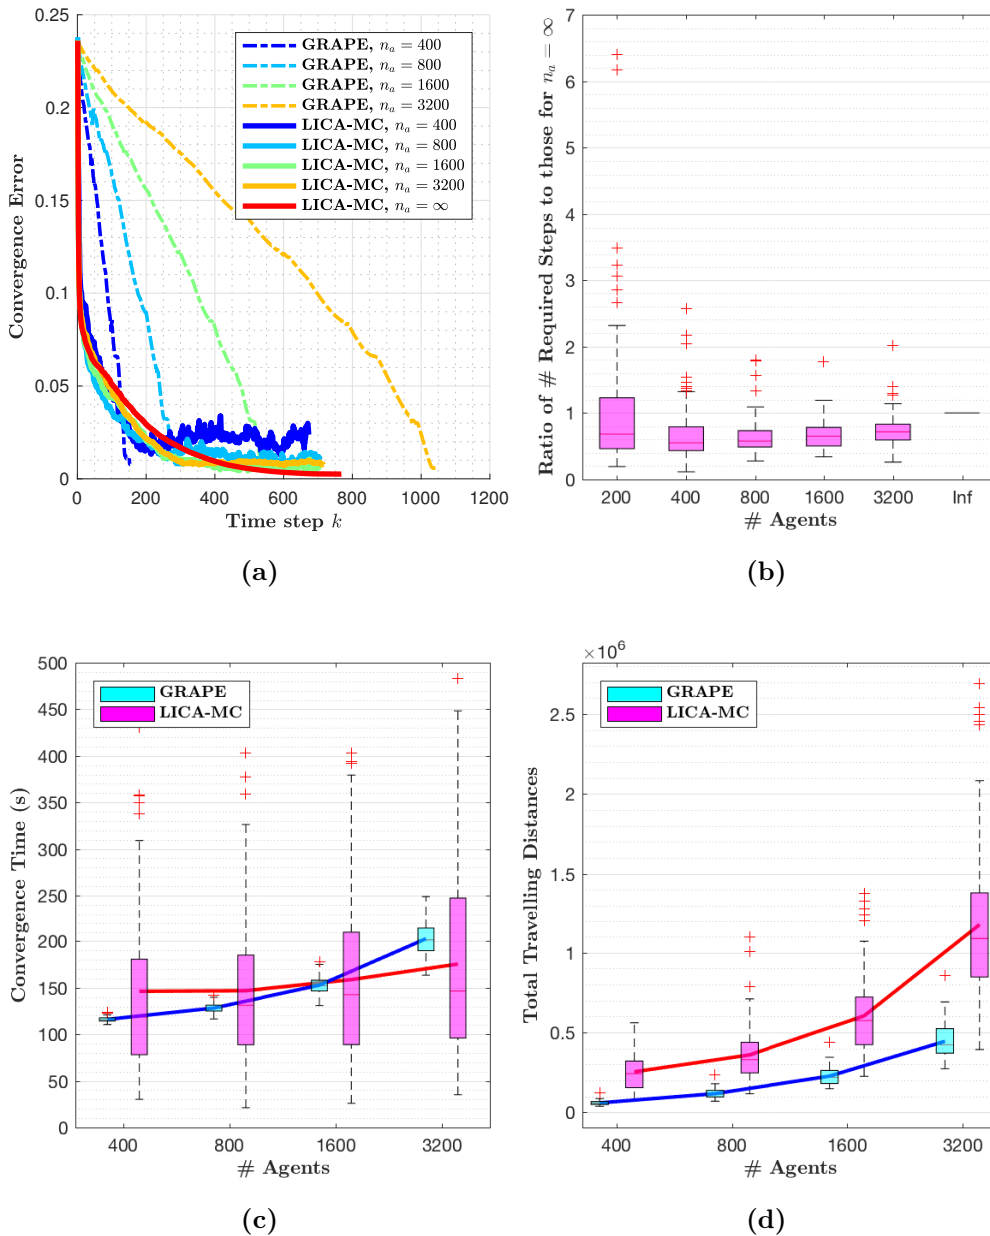 0.25
0.2
0.15
0.1
0.05
0
Convergence Error
GRAPE, n_a = 400
GRAPE, n_a = 800
GRAPE, n_a = 1600
GRAPE, n_a = 3200
LICA-MC, n_a = 400
LICA-MC, n_a = 800
LICA-MC, n_a = 1600
LICA-MC, n_a = 3200
LICA-MC, n_a = ∞
0 200 400 600 800 1000 1200
Time step k
(a)
7
6
5
4
3
2
1
0
Ratio of # Required Steps to those for n_a = ∞
200 400 800 1600 3200 Inf
# Agents
(b)
500
450
400
350
300
250
200
150
100
50
0
Convergence Time (s)
GRAPE
LICA-MC
400 800 1600 3200
# Agents
(c)
×10^6
2.5
2
1.5
1
0.5
0
Total Travelling Distances
GRAPE
LICA-MC
400 800 1600 3200
# Agents
(d)